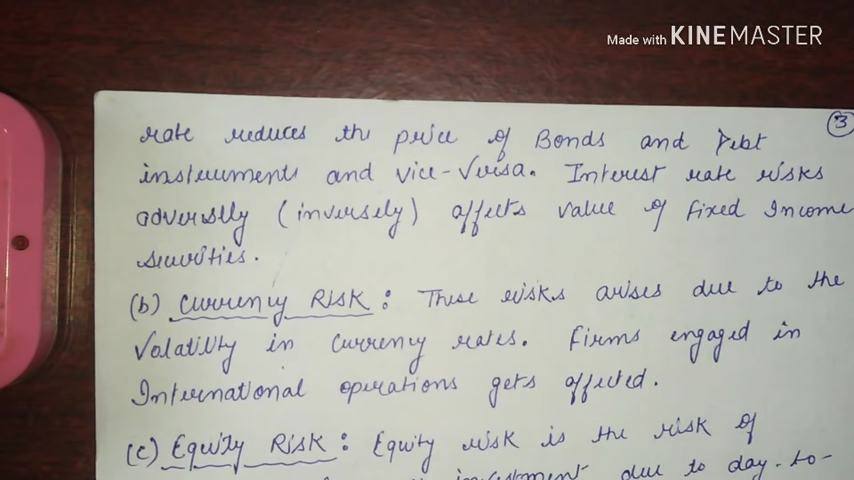 Made with KINEMASTER
3
rate reduces the price of Bonds and Debt
instruments and vice-versa. Interest rate risks
adversily (inversely) affects value of Fixed Income
securities.
(b) Currency Risk: These risks arises due to the
Volatility in Currency rates. Firms engaged in
International operations gets affected.
(c) Equity Risk: Equity risk is the risk of
investment due to day-to-